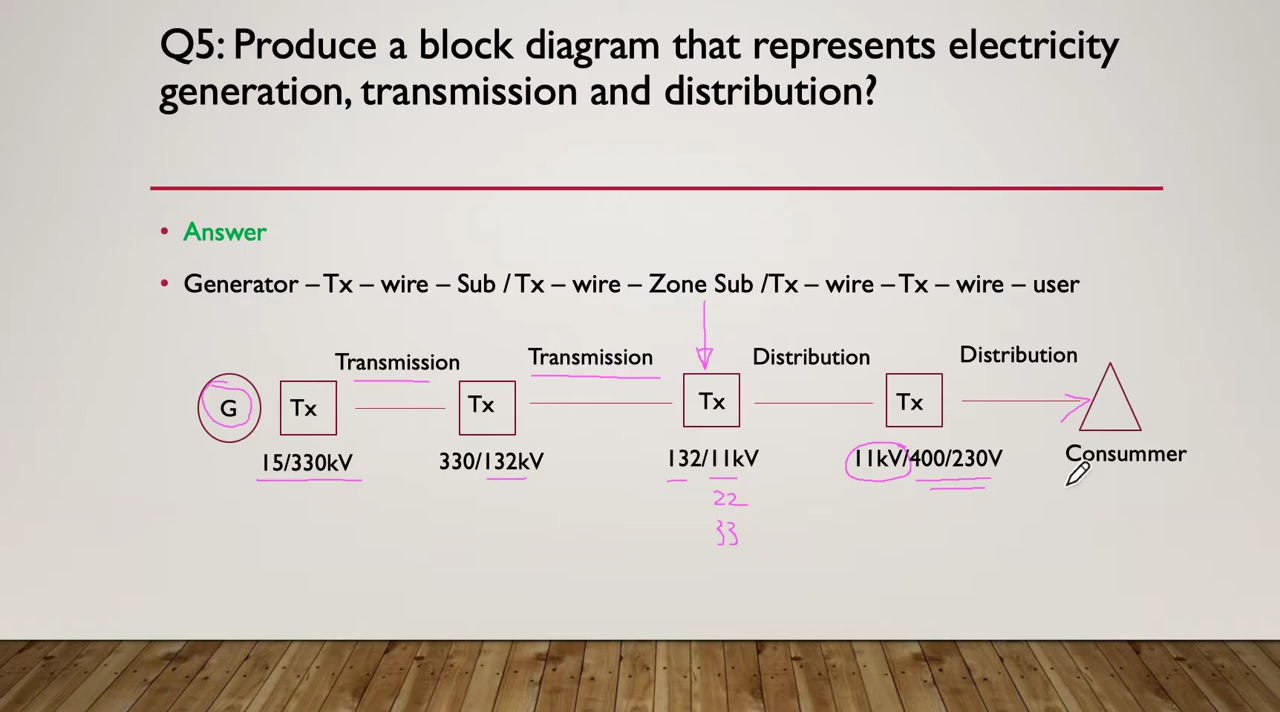 Q5: Produce a block diagram that represents electricity
generation, transmission and distribution?
• Answer
• Generator – Tx – wire – Sub / Tx – wire – Zone Sub /Tx – wire – Tx – wire – user
Transmission Transmission Distribution Distribution
G Tx Tx Tx Tx
15/330kV 330/132kV 132/11kV 11kV/400/230V Consummer
22
33